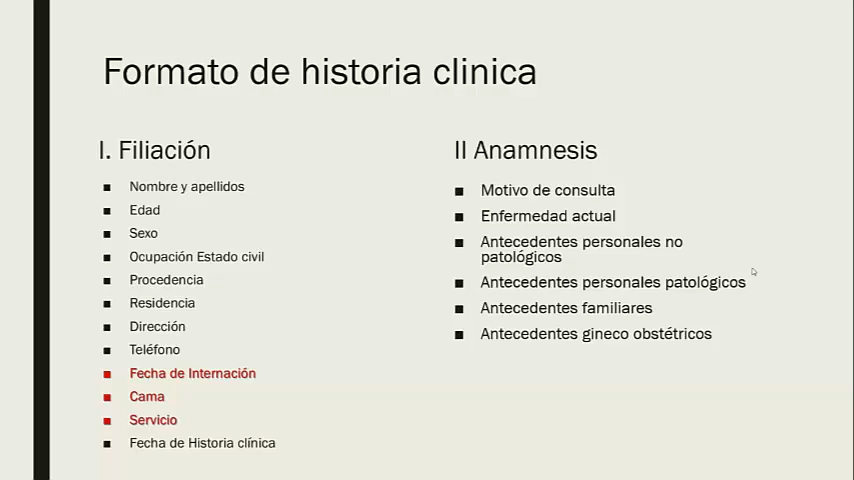 Formato de historia clinica
I. Filiación
Nombre y apellidos
Edad
Sexo
Ocupación Estado civil
Procedencia
Residencia
Dirección
Teléfono
Fecha de Internación
Cama
Servicio
Fecha de Historia clínica
II Anamnesis
Motivo de consulta
Enfermedad actual
Antecedentes personales no
patológicos
Antecedentes personales patológicos
Antecedentes familiares
Antecedentes gineco obstétricos